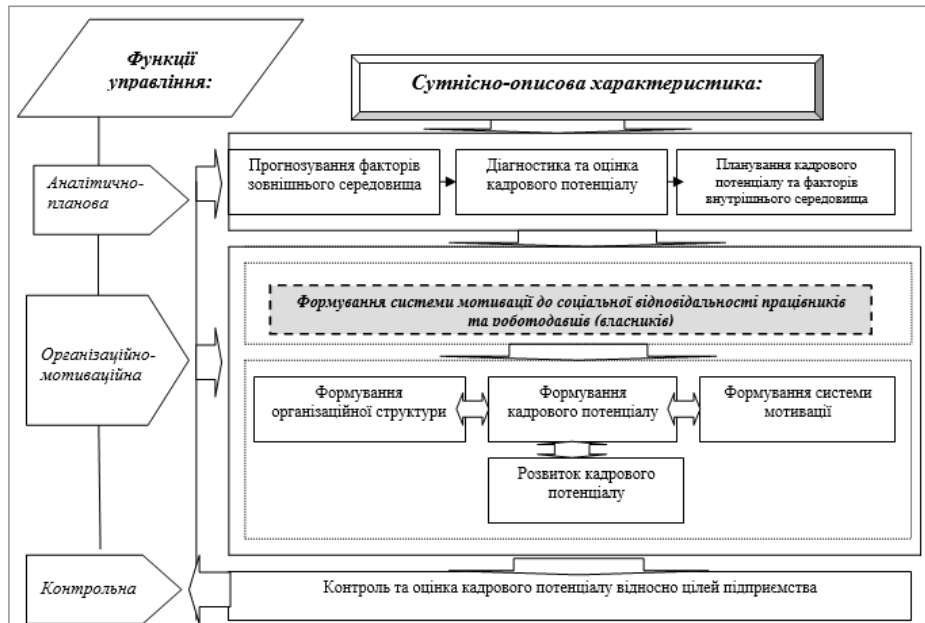 Функції
управління:
Сутнісно-описова характеристика:
Аналітично-
планова
Прогнозування факторів
зовнішнього середовища
Діагностика та оцінка
кадрового потенціалу
Планування кадрового
потенціалу та факторів
внутрішнього середовища
Формування системи мотивації до соціальної відповідальності працівників
та роботодавців (власників)
Організаційно-
мотиваційна
Формування
організаційної структури
Формування
кадрового потенціалу
Формування системи
мотивації
Розвиток кадрового
потенціалу
Контрольна
Контроль та оцінка кадрового потенціалу відносно цілей підприємства